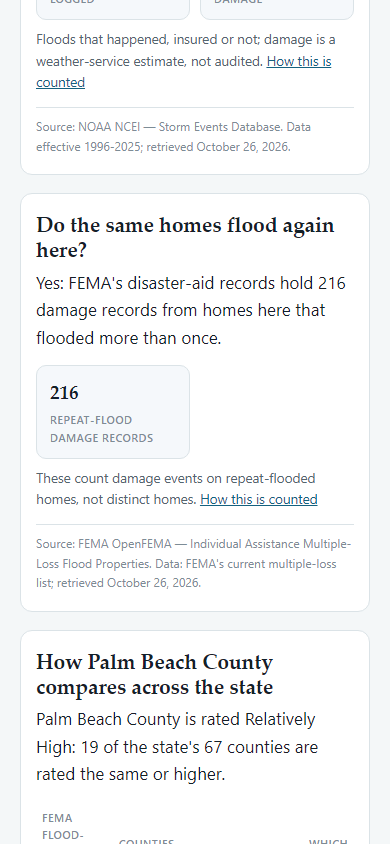 Floods that happened, insured or not; damage is a
weather-service estimate, not audited. How this is
counted
Source: NOAA NCEI — Storm Events Database. Data
effective 1996-2025; retrieved October 26, 2026.
Do the same homes flood again
here?
Yes: FEMA's disaster-aid records hold 216
damage records from homes here that
flooded more than once.
216
REPEAT-FLOOD
DAMAGE RECORDS
These count damage events on repeat-flooded
homes, not distinct homes. How this is counted
Source: FEMA OpenFEMA — Individual Assistance Multiple-
Loss Flood Properties. Data: FEMA's current multiple-loss
list; retrieved October 26, 2026.
How Palm Beach County
compares across the state
Palm Beach County is rated Relatively
High: 19 of the state's 67 counties are
rated the same or higher.
FEMA
FLOOD-
COUNTIES WHICH